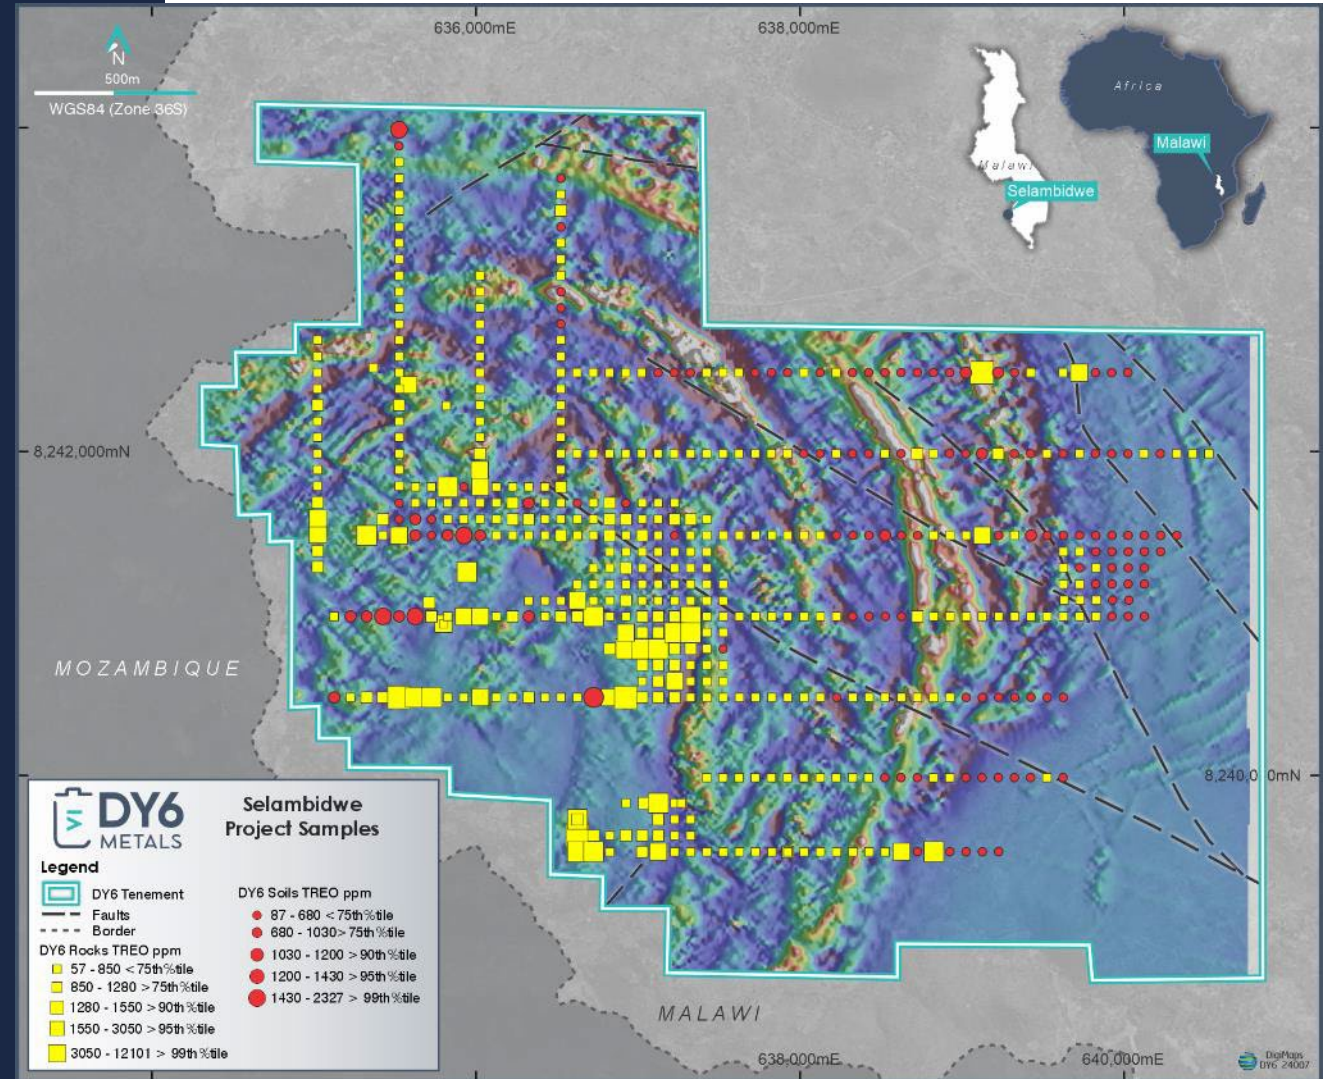 636,000mE
638,000mE
N
500m
WGS84 (Zone 36S)
Africa
Malawi
Malawi
Selambidwe
8,242,000mN
MOZAMBIQUE
8,240,0 0mN
DY6
METALS
Selambidwe
Project Samples
Legend
DY6 Tenement
Faults
Border
DY6 Rocks TREO ppm
57 - 850 < 75th %tile
850 - 1280 > 75th %tile
1280 - 1550 > 90th %tile
1550 - 3050 > 95th %tile
3050 - 12101 > 99th %tile
DY6 Soils TREO ppm
87 - 680 < 75th %tile
680 - 1030> 75th %tile
1030 - 1200 > 90th %tile
1200 - 1430 > 95th %tile
1430 - 2327 > 99th %tile
MALAWI
638,000mE
640,000mE
DigiMaps
DY6 24007